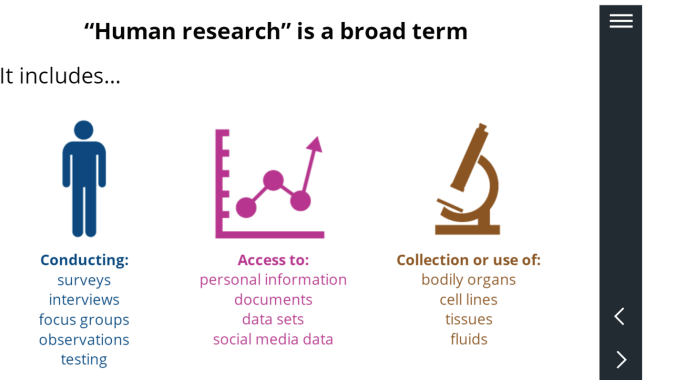 “Human research” is a broad term
It includes...
Conducting:
surveys
interviews
focus groups
observations
testing
Access to:
personal information
documents
data sets
social media data
Collection or use of:
bodily organs
cell lines
tissues
fluids